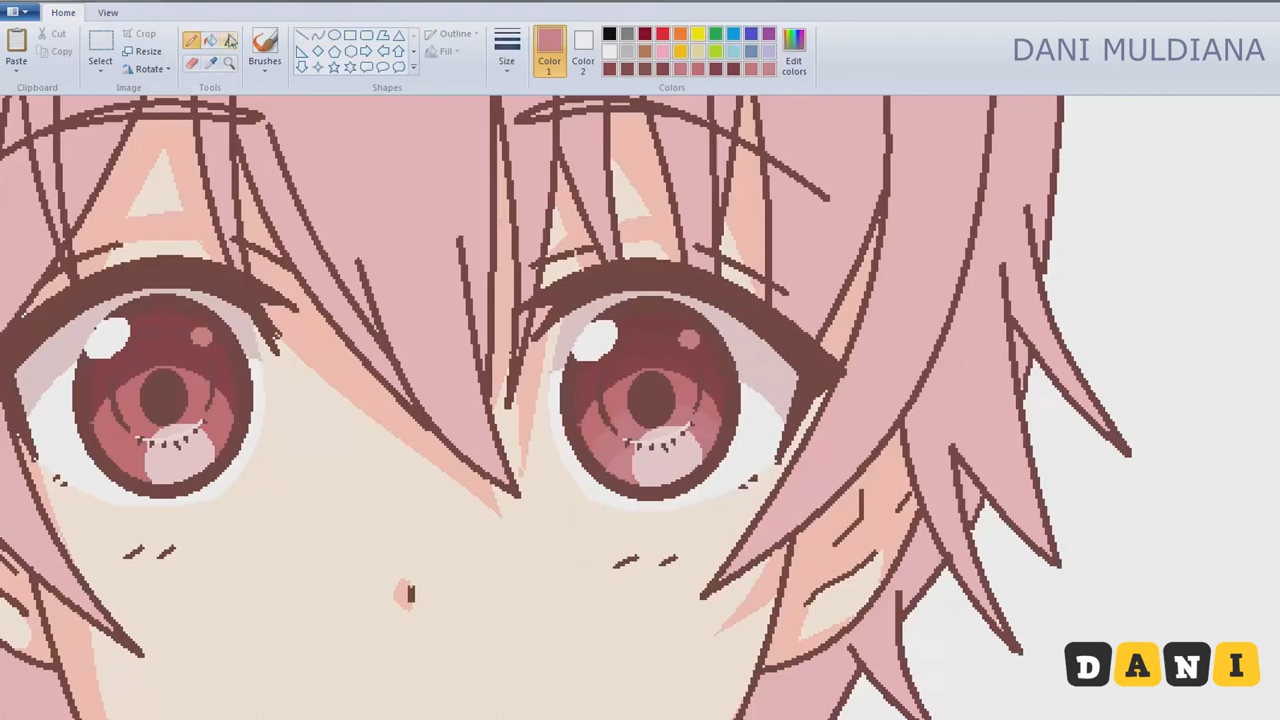 Home View
Paste
Cut
Copy
Clipboard
Select
Crop
Resize
Rotate
Image
Tools
Brushes
Outline
Fill
Shapes
Size
Color 1
Color 2
Edit colors
Colors
DANI MULDIANA
DANI